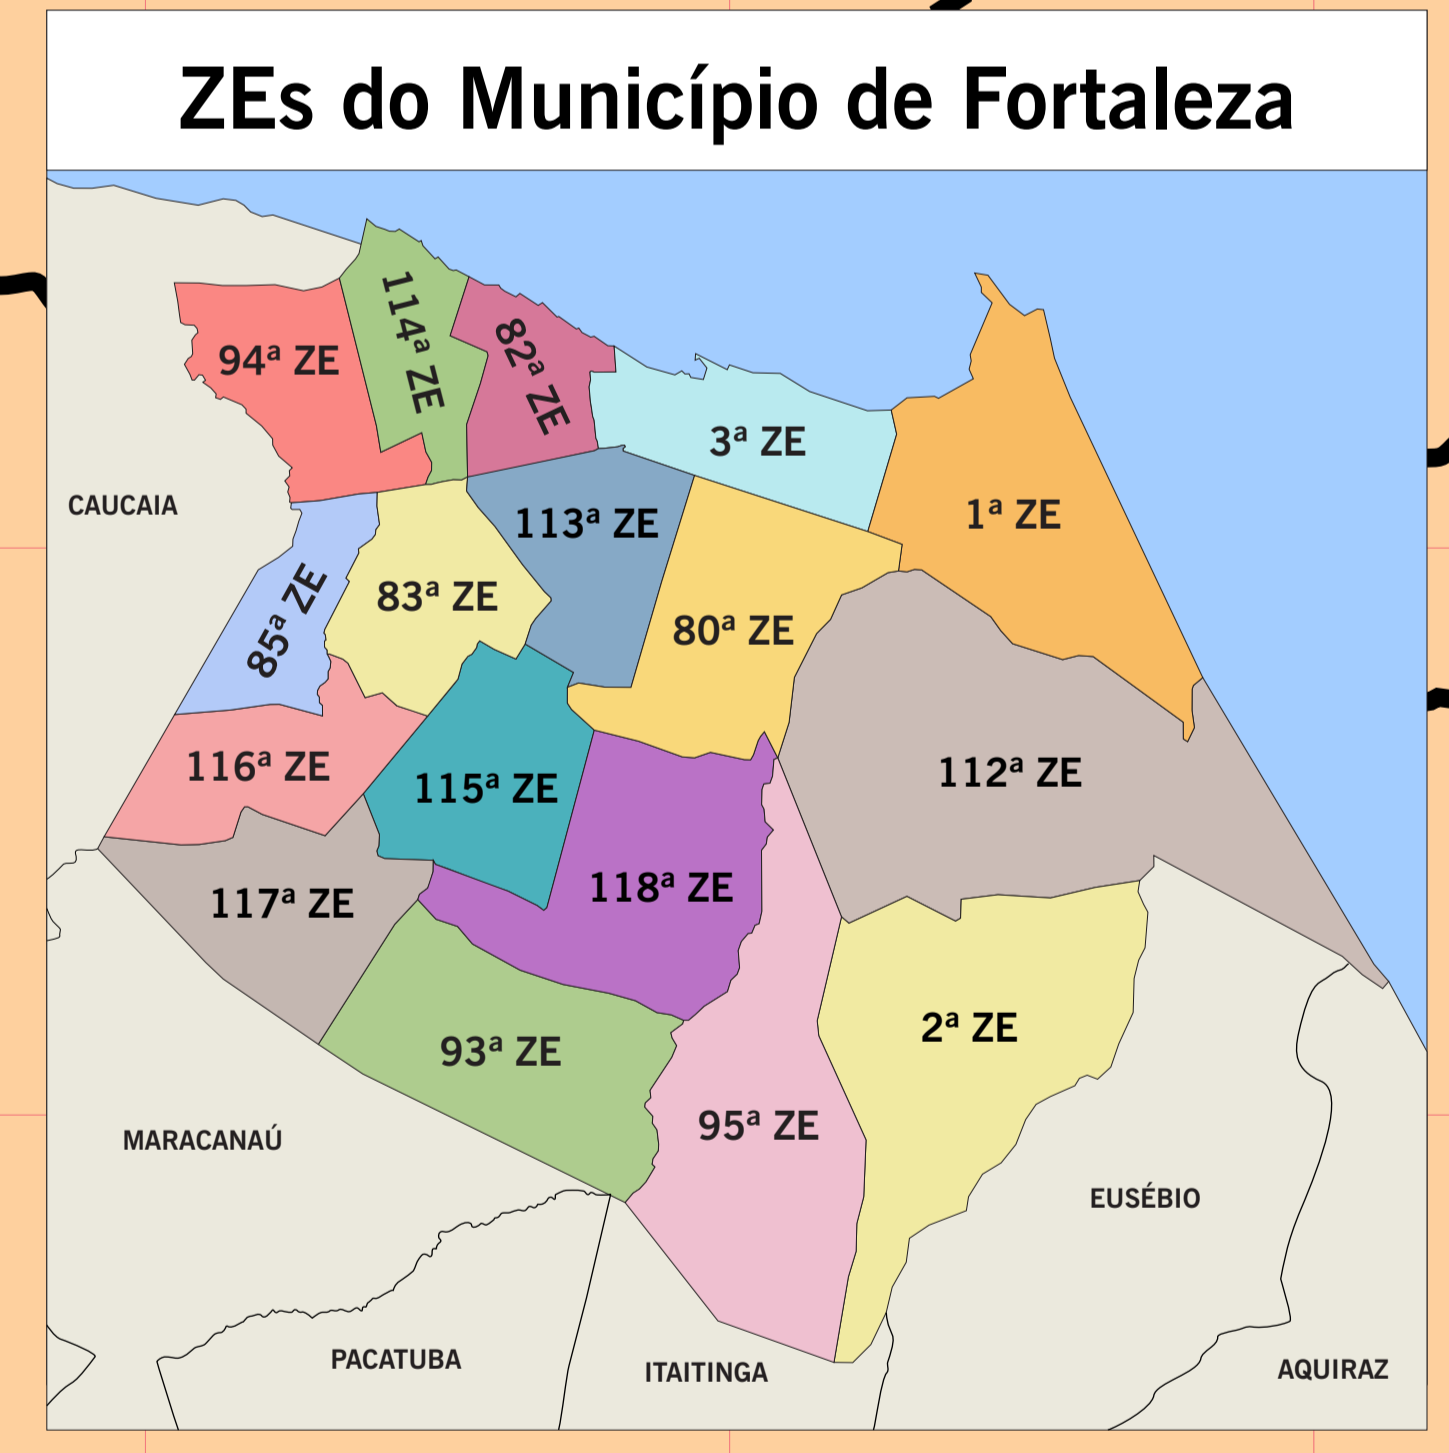 ZEs do Município de Fortaleza
114ª ZE
94ª ZE
82ª ZE
3ª ZE
CAUCAIA
1ª ZE
113ª ZE
83ª ZE
85ª ZE
80ª ZE
116ª ZE
115ª ZE
112ª ZE
117ª ZE
118ª ZE
2ª ZE
93ª ZE
95ª ZE
MARACANAÚ
EUSÉBIO
PACATUBA
ITAITINGA
AQUIRAZ